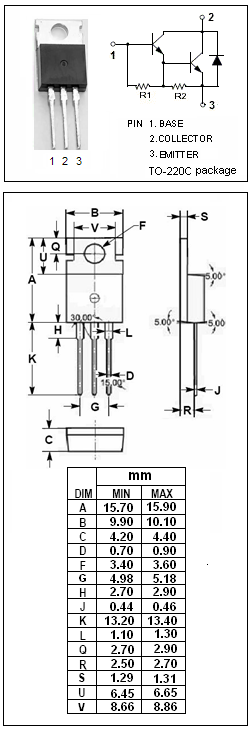 2
1
R1
R2
3
1 2 3
PIN 1. BASE
2.COLLECTOR
3.EMITTER
TO-220C package
B
V
F
S
Q
U
A
5.00°
30.00°
H
L
5.00°
5.00
K
D
15.00°
J
G
R
C
mm
DIM MIN MAX
A 15.70 15.90
B 9.90 10.10
C 4.20 4.40
D 0.70 0.90
F 3.40 3.60
G 4.98 5.18
H 2.70 2.90
J 0.44 0.46
K 13.20 13.40
L 1.10 1.30
Q 2.70 2.90
R 2.50 2.70
S 1.29 1.31
U 6.45 6.65
V 8.66 8.86